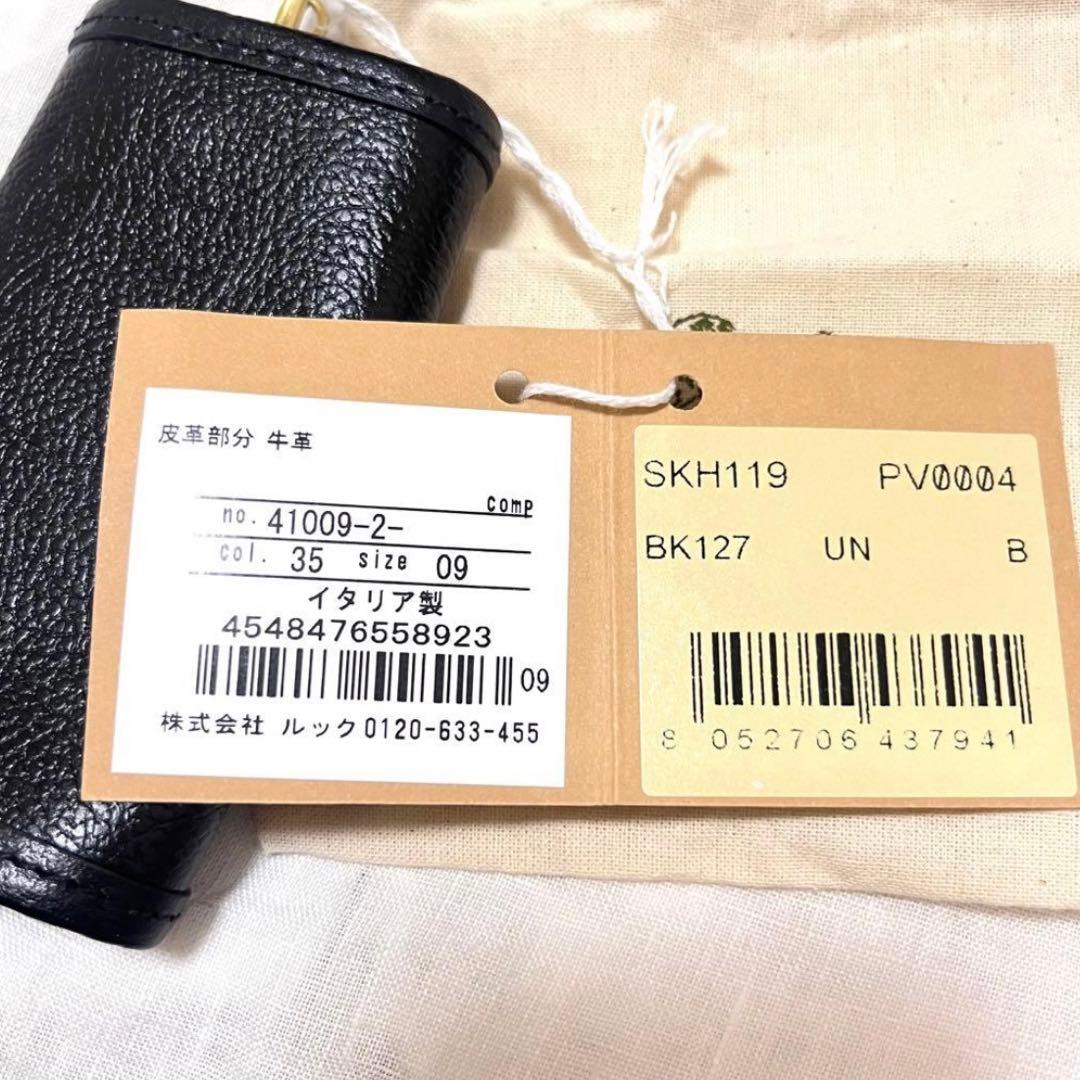 皮革部分 牛革
comp
no. 41009-2-
col. 35 size 09
イタリア製
4548476558923
09
株式会社 ルック 0120-633-455
SKH119 PV0004
BK127 UN B
8 052706 437941